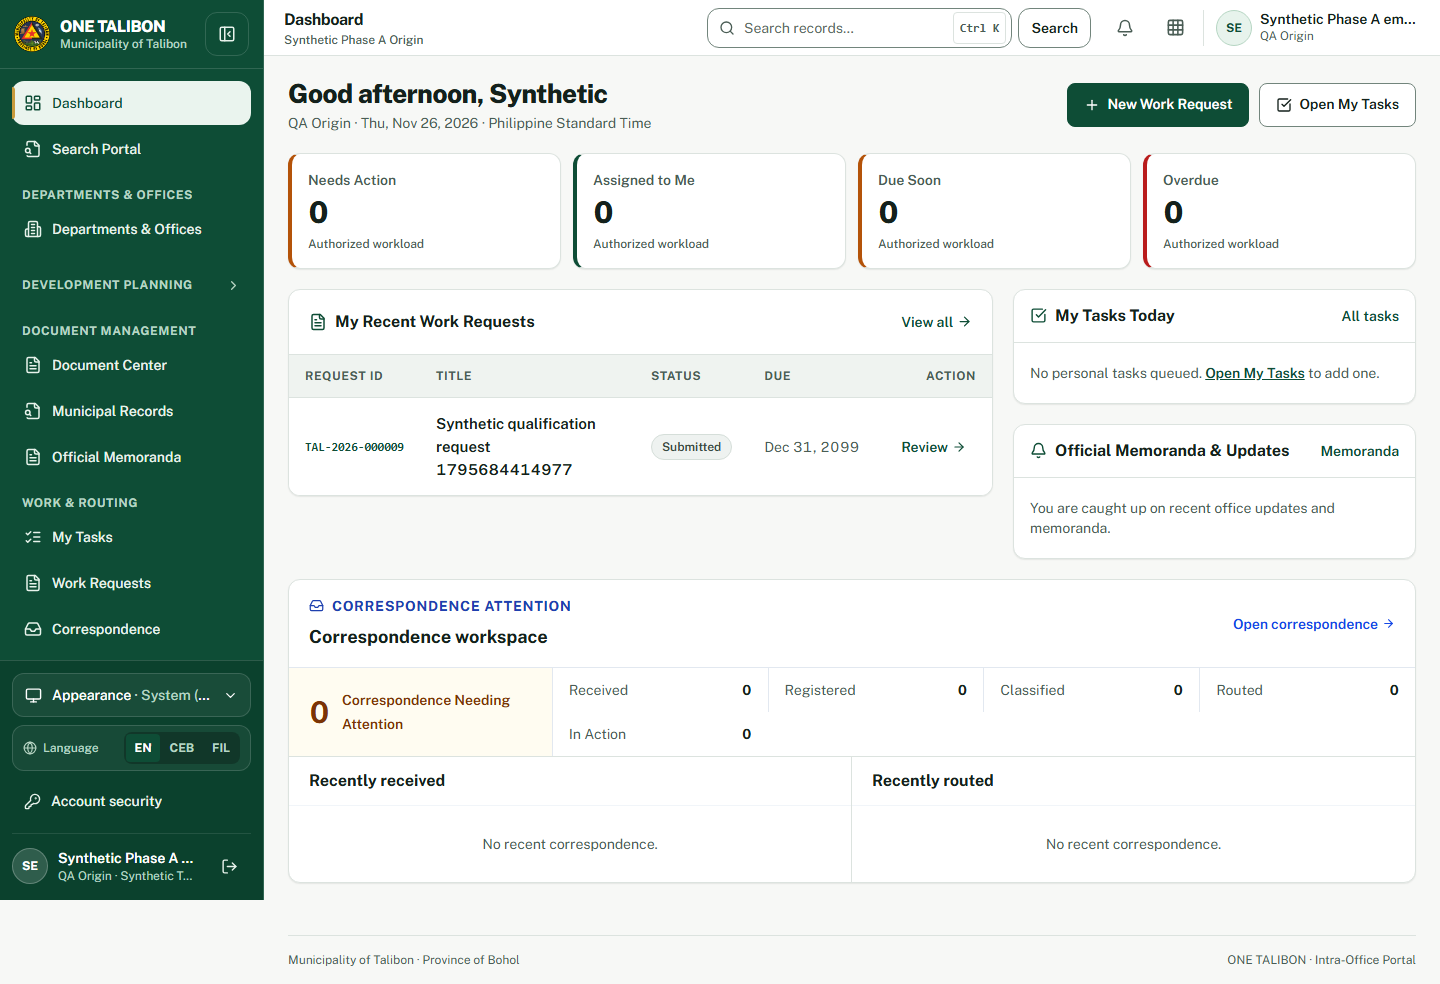 ONE TALIBON
Municipality of Talibon
Dashboard
Search Portal
DEPARTMENTS & OFFICES
Departments & Offices
DEVELOPMENT PLANNING
DOCUMENT MANAGEMENT
Document Center
Municipal Records
Official Memoranda
WORK & ROUTING
My Tasks
Work Requests
Correspondence
Appearance · System (...
Language EN CEB FIL
Account security
SE Synthetic Phase A ...
QA Origin · Synthetic T...
Dashboard
Synthetic Phase A Origin
Search records... Ctrl K Search
SE Synthetic Phase A em...
QA Origin
Good afternoon, Synthetic
QA Origin · Thu, Nov 26, 2026 · Philippine Standard Time
New Work Request
Open My Tasks
Needs Action
0
Authorized workload
Assigned to Me
0
Authorized workload
Due Soon
0
Authorized workload
Overdue
0
Authorized workload
My Recent Work Requests View all
REQUEST ID TITLE STATUS DUE ACTION
TAL-2026-000009 Synthetic qualification request 1795684414977 Submitted Dec 31, 2099 Review
My Tasks Today All tasks
No personal tasks queued. Open My Tasks to add one.
Official Memoranda & Updates Memoranda
You are caught up on recent office updates and
memoranda.
CORRESPONDENCE ATTENTION
Correspondence workspace
Open correspondence
0 Correspondence Needing
Attention
Received 0 Registered 0 Classified 0 Routed 0
In Action 0
Recently received
No recent correspondence.
Recently routed
No recent correspondence.
Municipality of Talibon · Province of Bohol
ONE TALIBON · Intra-Office Portal